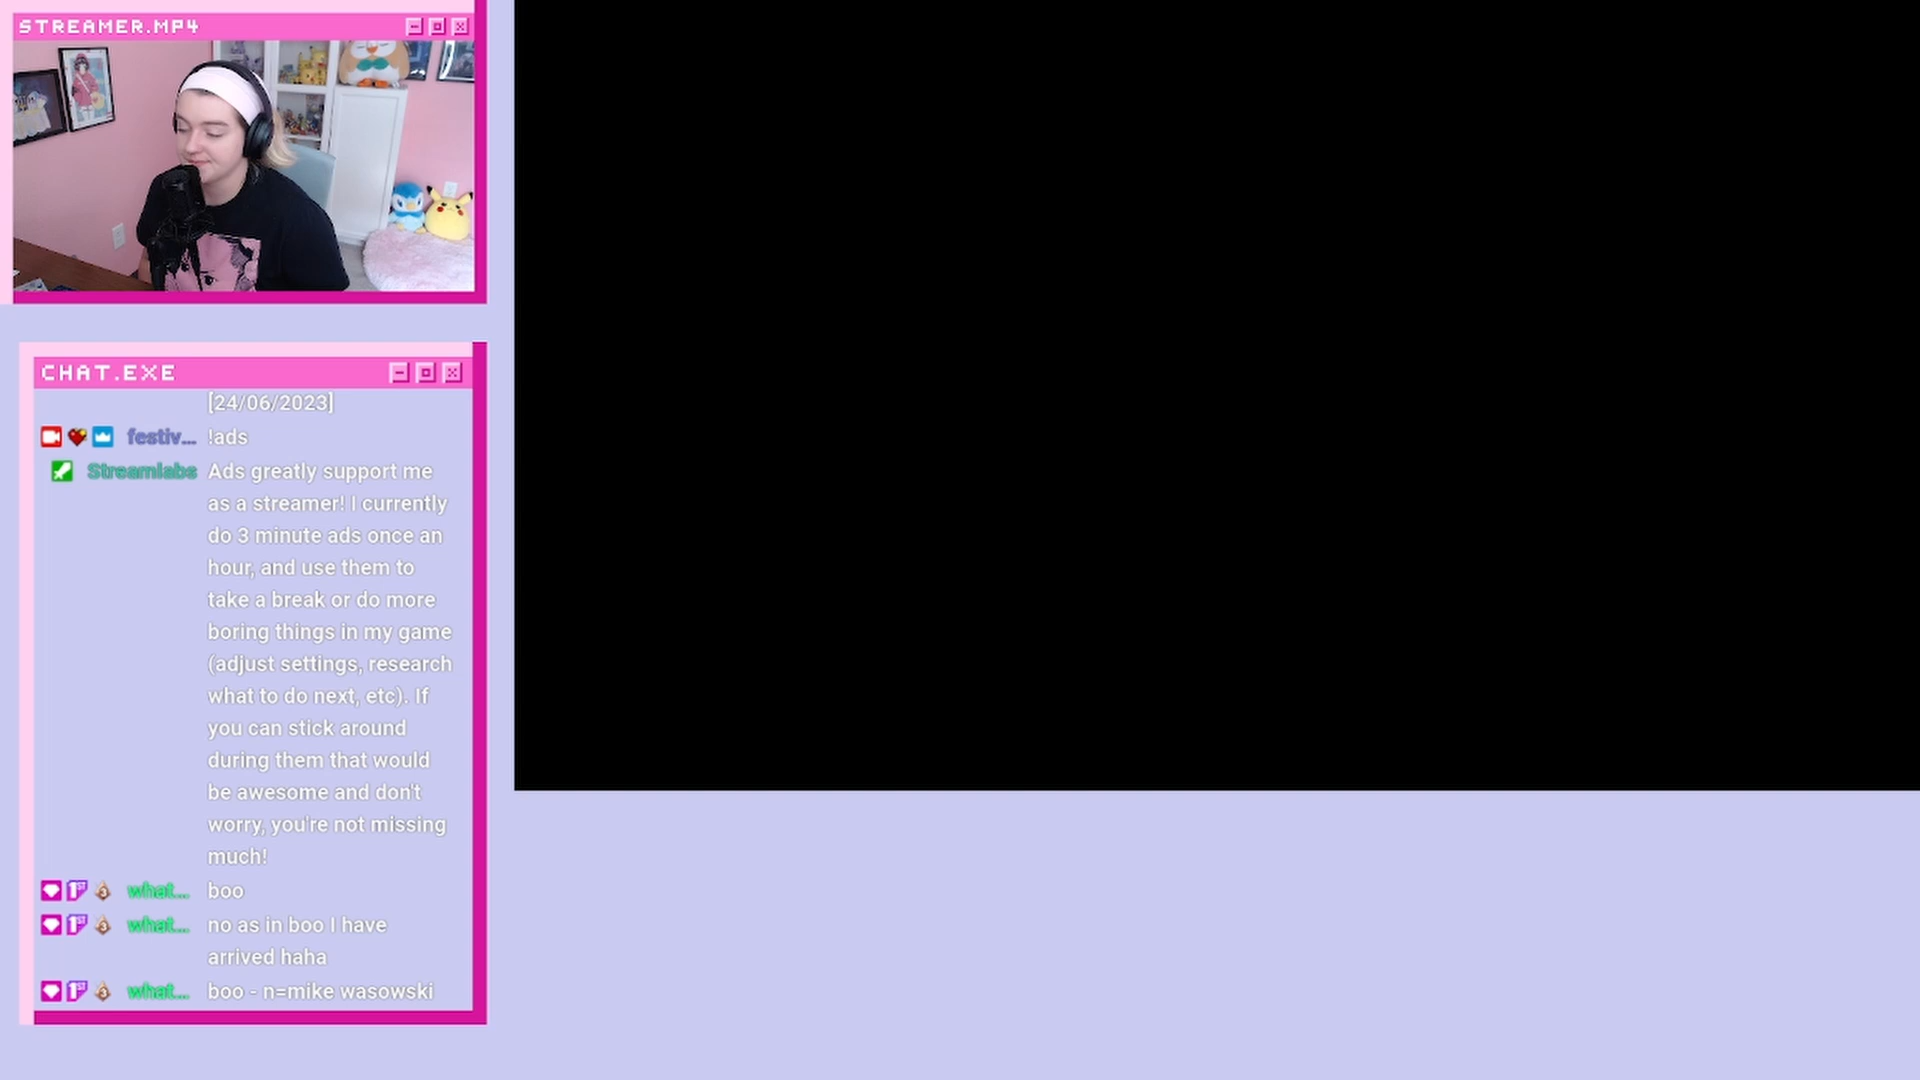 STREAMER.MP4
CHAT.EXE
[24/06/2023]
festiv... !ads
Streamlabs Ads greatly support me
as a streamer! I currently
do 3 minute ads once an
hour, and use them to
take a break or do more
boring things in my game
(adjust settings, research
what to do next, etc). If
you can stick around
during them that would
be awesome and don't
worry, you're not missing
much!
what... boo
what... no as in boo I have
arrived haha
what... boo - n=mike wasowski